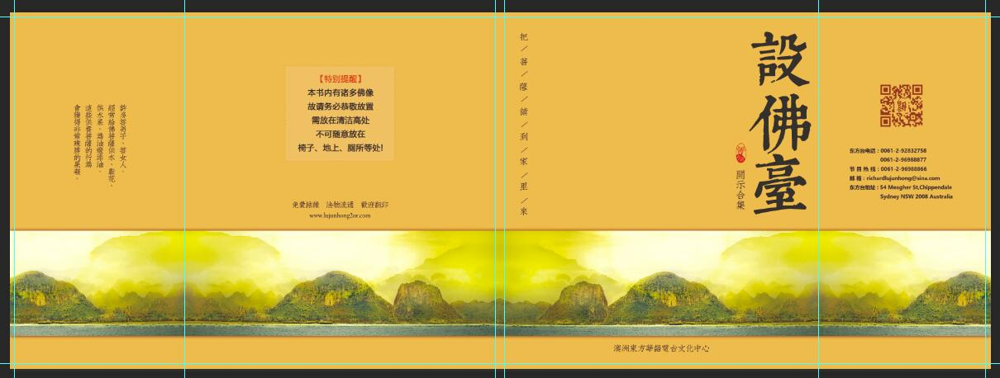 許多善男子、善女人，
經常給佛菩薩供水、獻花、
供水果、為油燈添油，
這些供養菩薩的行為
會獲得非常殊勝的果報。
【特别提醒】
本书内有诸多佛像
故请务必恭敬放置
需放在清洁高处
不可随意放在
椅子、地上、厕所等处!
免費結緣 法物流通 歡迎翻印
www.lujunhong2or.com
把/菩/薩/請/到/家/里/來
設佛臺
開示合集
东方台电话：0061-2-92832758
0061-2-96988877
节目热线：0061-2-96988866
邮箱：richardlujunhong@sina.com
东方台地址：54 Meagher St,Chippendale
Sydney NSW 2008 Australia
澳洲東方華語電台文化中心